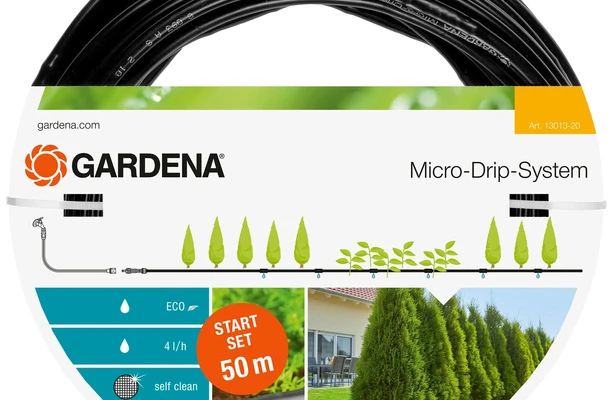 gardena.com
Art. 13013-20
GARDENA®
Micro-Drip-System
ECO
4 l/h
self clean
START
SET
50 m